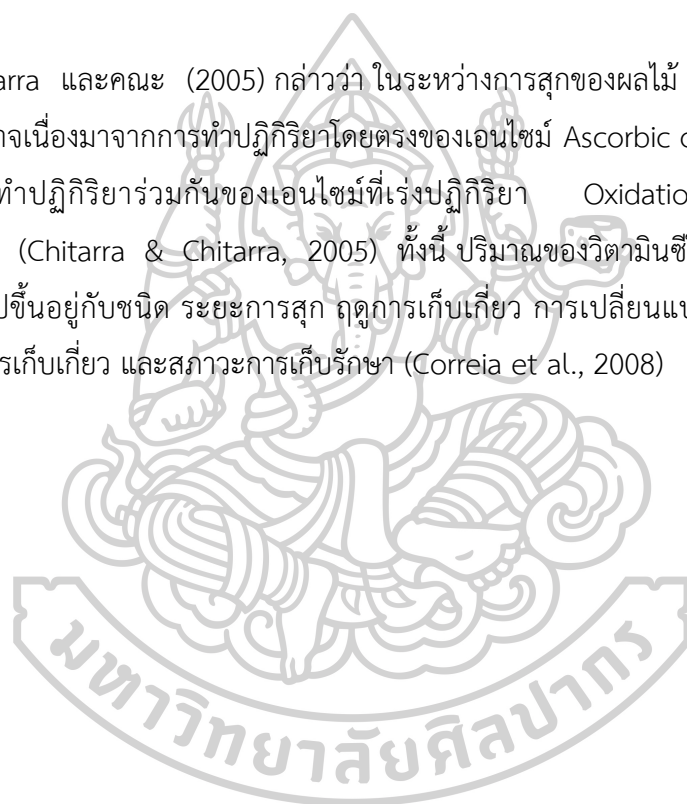 arra และคณะ (2005) กล่าวว่า ในระหว่างการสุกของผลไม้
าจเนื่องมาจากการทำปฏิกิริยาโดยตรงของเอนไซม์ Ascorbic
ทำปฏิกิริยาร่วมกันของเอนไซม์ที่เร่งปฏิกิริยา Oxidatio
(Chitarra & Chitarra, 2005) ทั้งนี้ ปริมาณของวิตามินซี
ปขึ้นอยู่กับชนิด ระยะการสุก ฤดูการเก็บเกี่ยว การเปลี่ยนแป
รเก็บเกี่ยว และสภาวะการเก็บรักษา (Correia et al., 2008)
มหาวิทยาลัยศิลปากร